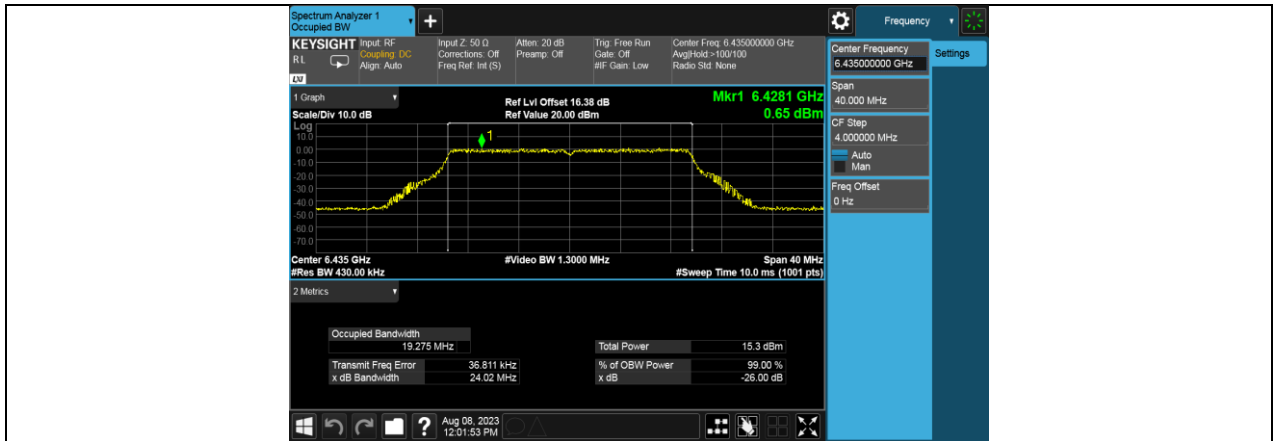 Spectrum Analyzer 1
Occupied BW
+
Frequency
KEYSIGHT
RL
LXI
Input: RF
Coupling: DC
Align: Auto
Input Z: 50 Ω
Corrections: Off
Freq Ref: Int (S)
Atten: 20 dB
Preamp: Off
Trig: Free Run
Gate: Off
#IF Gain: Low
Center Freq: 6.435000000 GHz
Avg|Hold:>100/100
Radio Std: None
Center Frequency
6.435000000 GHz
Settings
Span
40.000 MHz
CF Step
4.000000 MHz
Auto
Man
Freq Offset
0 Hz
1 Graph
Scale/Div 10.0 dB
Ref Lvl Offset 16.38 dB
Ref Value 20.00 dBm
Mkr1 6.4281 GHz
0.65 dBm
Log
10.0
0.00
-10.0
-20.0
-30.0
-40.0
-50.0
-60.0
-70.0
1
Center 6.435 GHz
#Res BW 430.00 kHz
#Video BW 1.3000 MHz
Span 40 MHz
#Sweep Time 10.0 ms (1001 pts)
2 Metrics
Occupied Bandwidth
19.275 MHz
Total Power 15.3 dBm
Transmit Freq Error 36.811 kHz
% of OBW Power 99.00 %
x dB Bandwidth 24.02 MHz
x dB -26.00 dB
?
Aug 08, 2023
12:01:53 PM